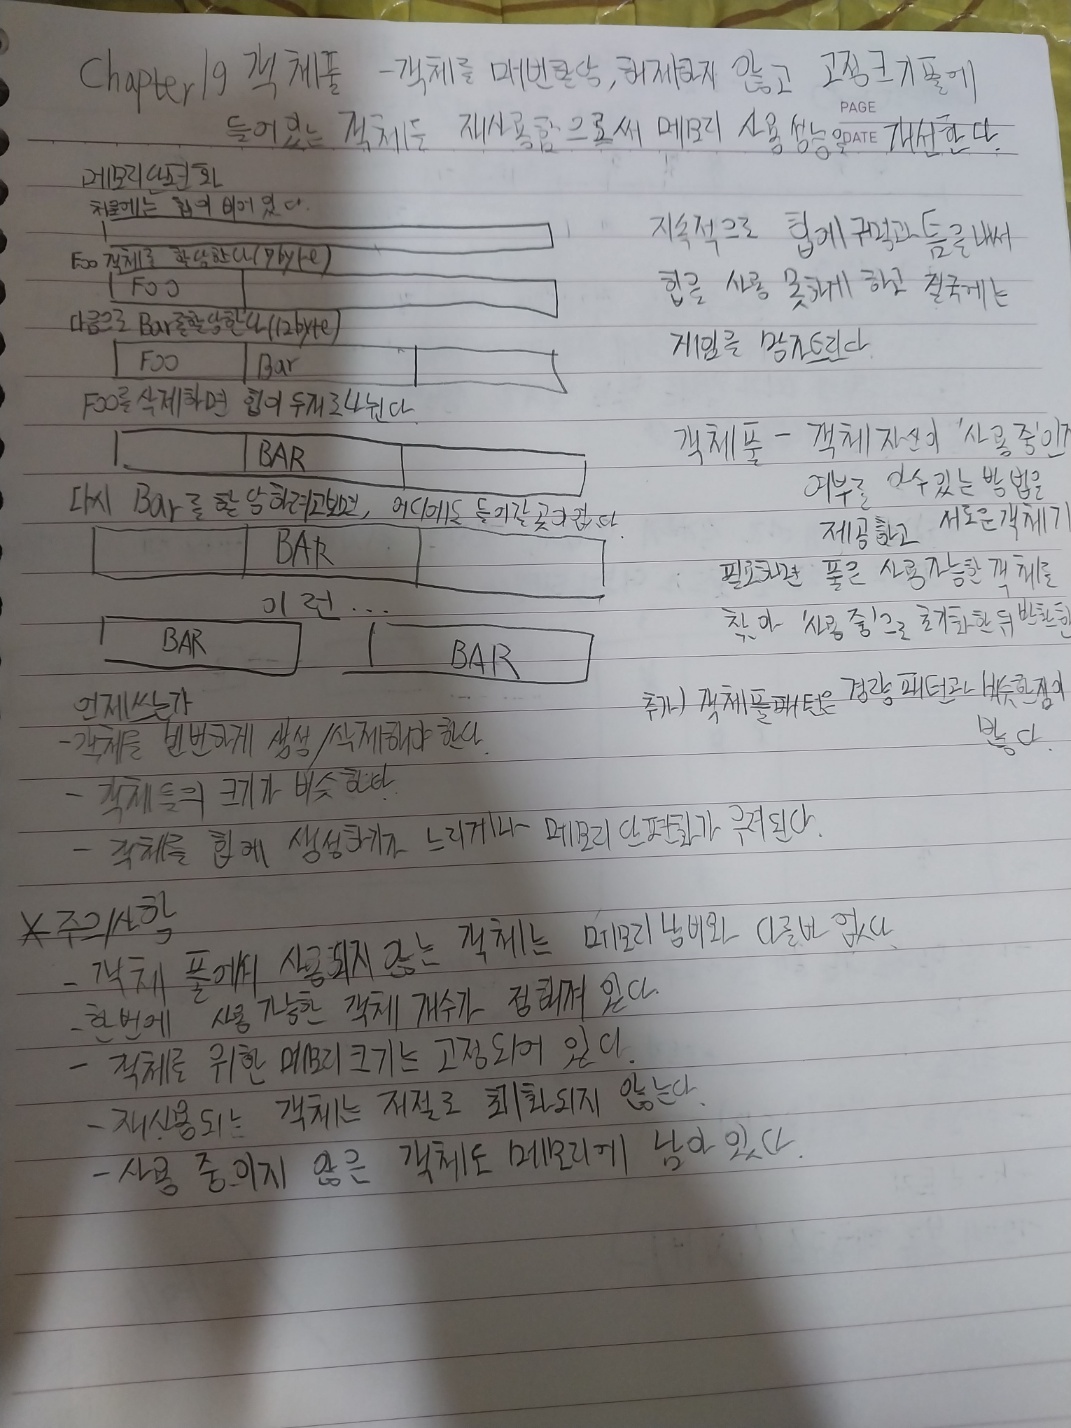 Chapter 19 객체풀 - 객체를 매번할당, 해제하지 않고 고정크기풀에
들어있는 객체를 재사용함으로써 메모리 사용성능을 개선한다.
PAGE
DATE
메모리 단편화
처음에는 힙이 비어있다.
Foo 객체를 할당한다(7byte)
FOO
다음으로 Bar를할당한다(12byte)
FOO Bar
FOO를 삭제하면 힙이 두개로나뉜다
BAR
다시 Bar를 할당하려고보면, 어디에도 들어갈곳이없다
BAR
이런...
BAR BAR
지속적으로 힙에 구멍과 틈을내서
힙을 사용 못하게 하고 결국에는
게임을 망가트린다
객체풀 - 객체자신이 '사용중'인지
여부를 알수있는 방법을
제공하고 새로운객체가
필요하면 풀은 사용가능한 객체를
찾아 '사용중'으로 초기화한뒤 반환한
추가) 객체풀패턴은 경량 패턴과 비슷한점이
많다.
언제쓰는가
- 객체를 빈번하게 생성/삭제해야 한다.
- 객체들의 크기가 비슷하다.
- 객체를 힙에 생성하기가 느리거나 메모리 단편화가 우려된다.
* 주의사항
- 객체 풀에서 사용되지 않는 객체는 메모리 낭비와 다를바 없다.
- 한번에 사용가능한 객체 개수가 정해져 있다.
- 객체를 위한 메모리크기는 고정되어 있다.
- 재사용되는 객체는 저절로 초기화되지 않는다.
- 사용 중이지 않은 객체도 메모리에 남아 있다.